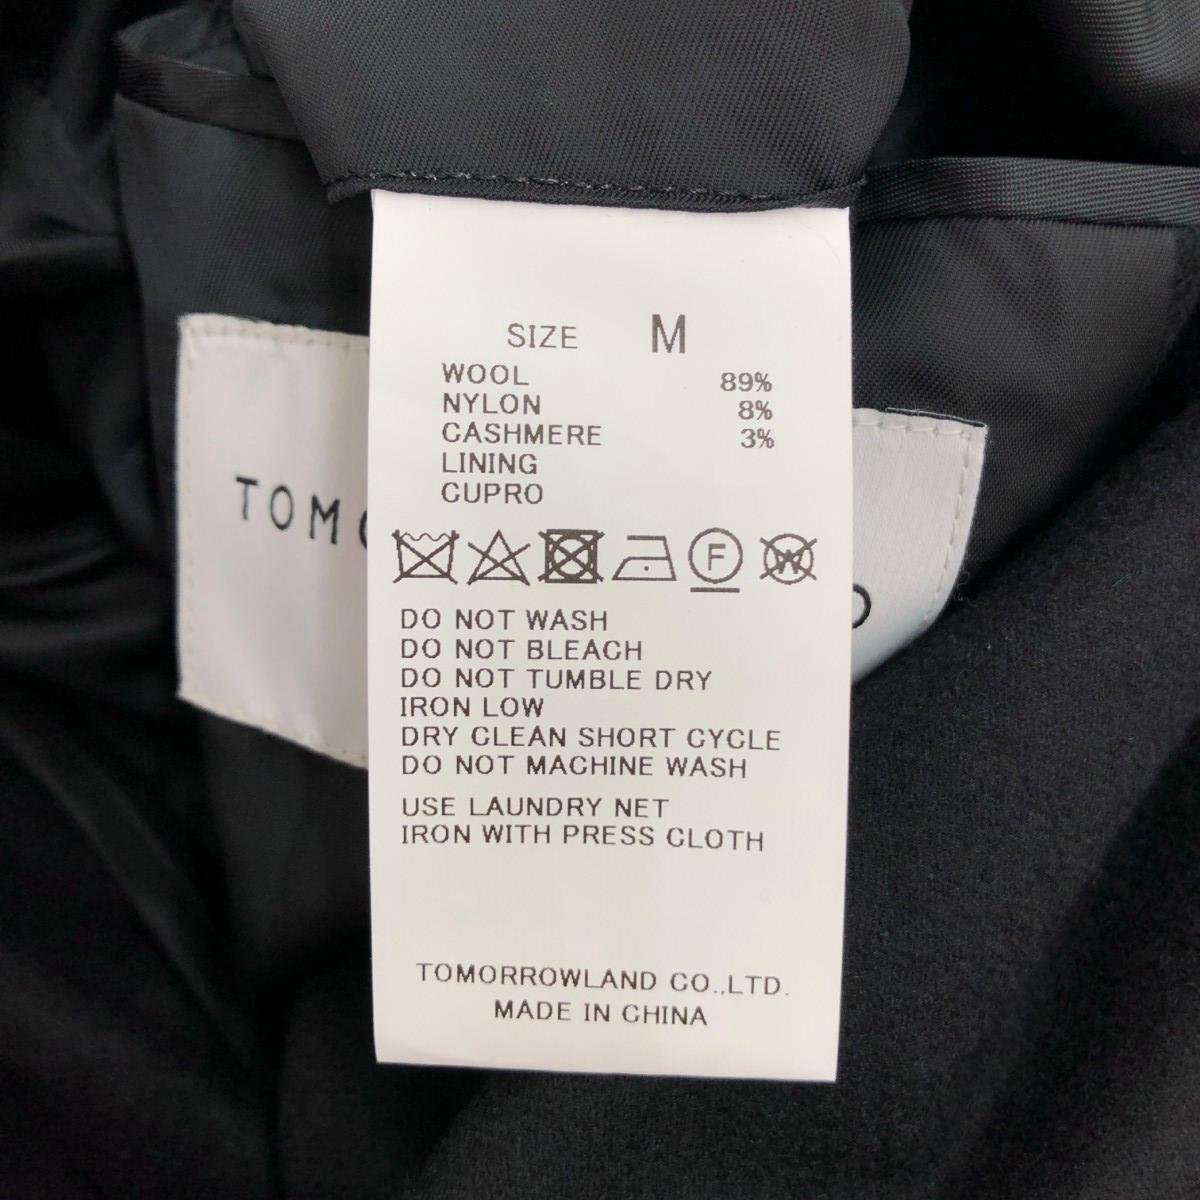 SIZE M
WOOL 89%
NYLON 8%
CASHMERE 3%
LINING
CUPRO
F W
TOMO
DO NOT WASH
DO NOT BLEACH
DO NOT TUMBLE DRY
IRON LOW
DRY CLEAN SHORT CYCLE
DO NOT MACHINE WASH
USE LAUNDRY NET
IRON WITH PRESS CLOTH
TOMORROWLAND CO.,LTD.
MADE IN CHINA